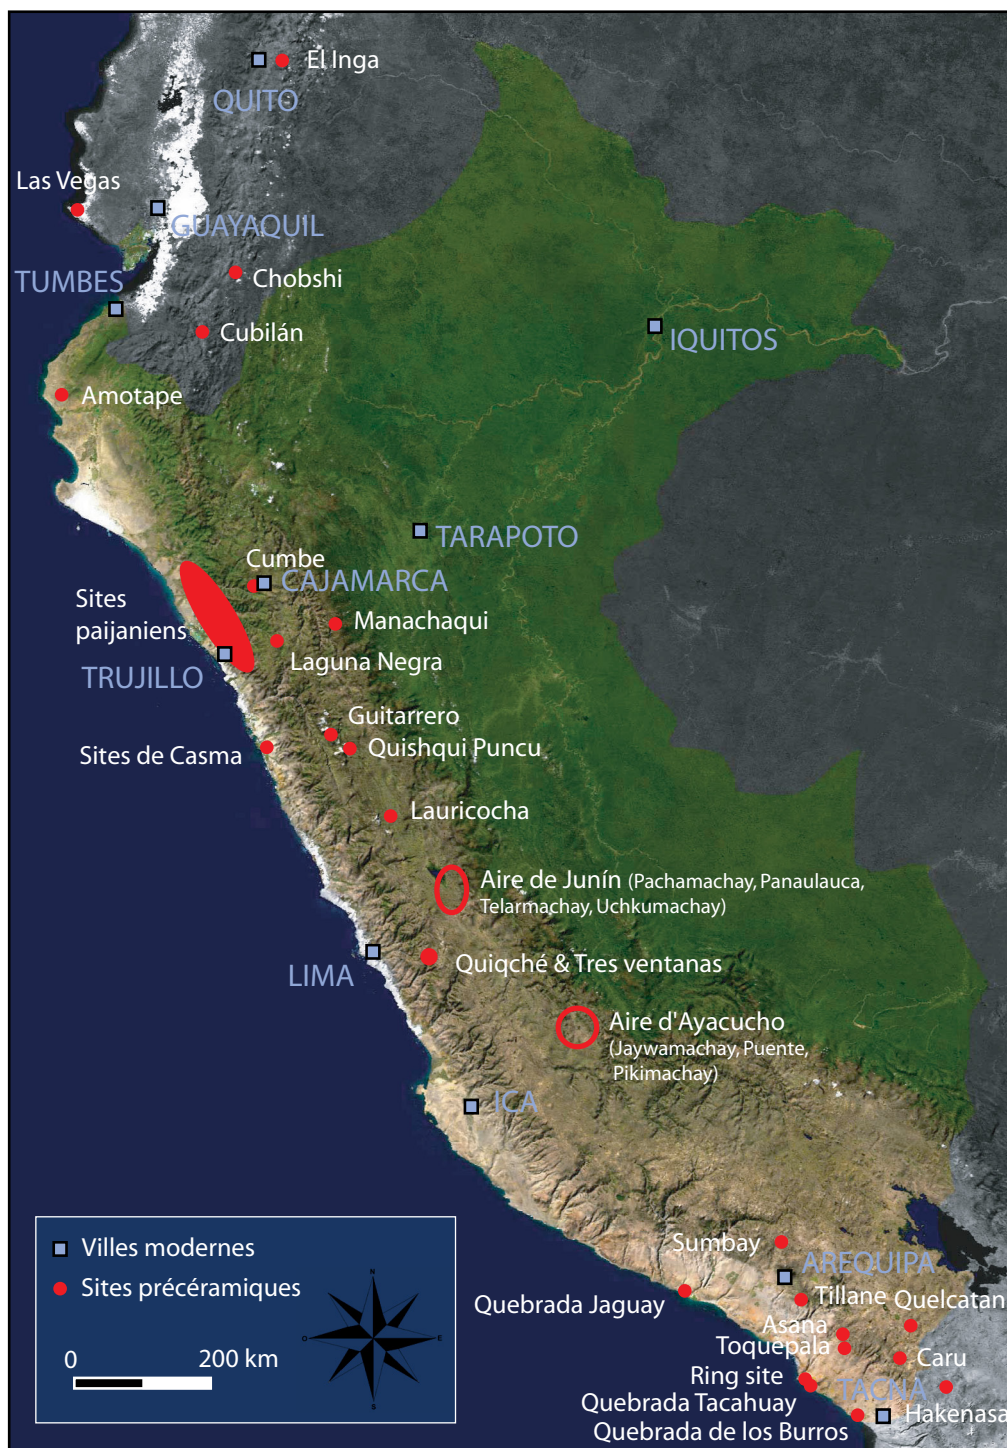 El Inga
QUITO
Las Vegas
GUAYAQUIL
Chobshi
TUMBES
Cubilán
IQUITOS
Amotape
TARAPOTO
Cumbe
CAJAMARCA
Sites
paijaniens
Manachaqui
Laguna Negra
TRUJILLO
Guitarrero
Quishqui Puncu
Sites de Casma
Lauricocha
Aire de Junín (Pachamachay, Panaulauca,
Telarmachay, Uchkumachay)
Quiqché & Tres ventanas
LIMA
Aire d'Ayacucho
(Jaywamachay, Puente,
Pikimachay)
ICA
Sumbay
AREQUIPA
Quebrada Jaguay
Tillane
Quelcatani
Asana
Toquepala
Caru
Ring site
TACNA
Quebrada Tacahuay
Hakenasa
Quebrada de los Burros
Villes modernes
Sites précéramiques
0
200 km
N
O
E
S